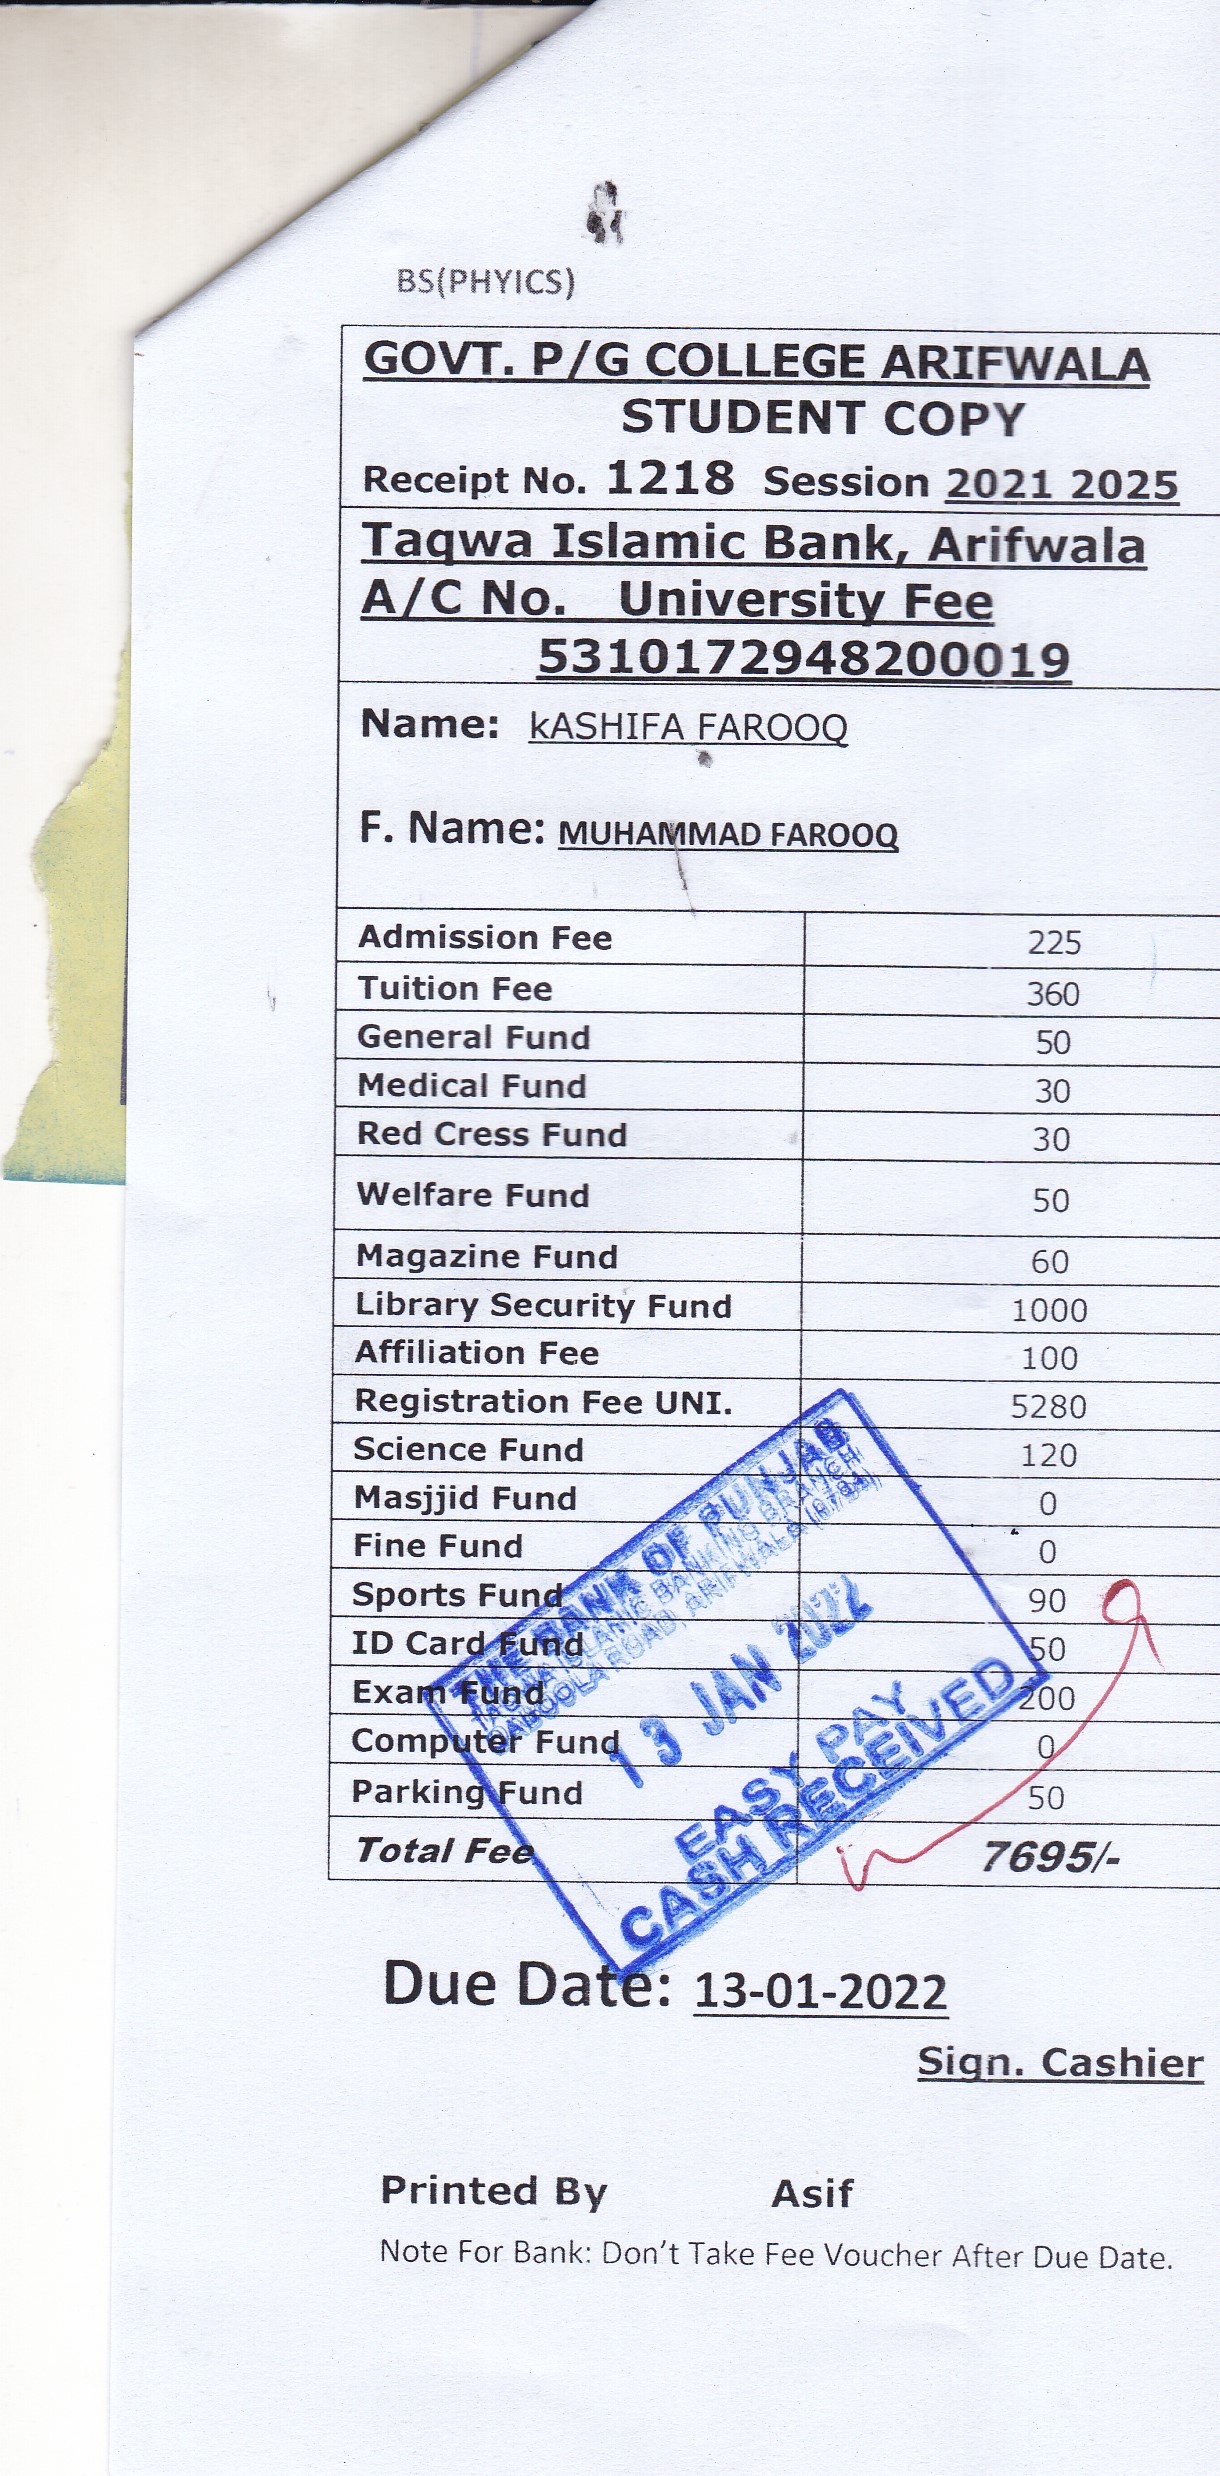 BS(PHYICS)
GOVT. P/G COLLEGE ARIFWALA
STUDENT COPY
Receipt No. 1218 Session 2021 2025
Taqwa Islamic Bank, Arifwala
A/C No. University Fee
5310172948200019
Name: kASHIFA FAROOQ
F. Name: MUHAMMAD FAROOQ
Admission Fee 225
Tuition Fee 360
General Fund 50
Medical Fund 30
Red Cress Fund 30
Welfare Fund 50
Magazine Fund 60
Library Security Fund 1000
Affiliation Fee 100
Registration Fee UNI. 5280
Science Fund 120
Masjjid Fund 0
Fine Fund 0
Sports Fund 90
ID Card Fund 50
Exam Fund 200
Computer Fund 0
Parking Fund 50
Total Fee 7695/-
THE BANK OF PUNJAB
TAQWA ISLAMIC BANKING BRANCH
QABOOLA ROAD, ARIFWALA
13 JAN 2022
EASY PAY
CASH RECEIVED
Due Date: 13-01-2022
Sign. Cashier
Printed By Asif
Note For Bank: Don't Take Fee Voucher After Due Date.